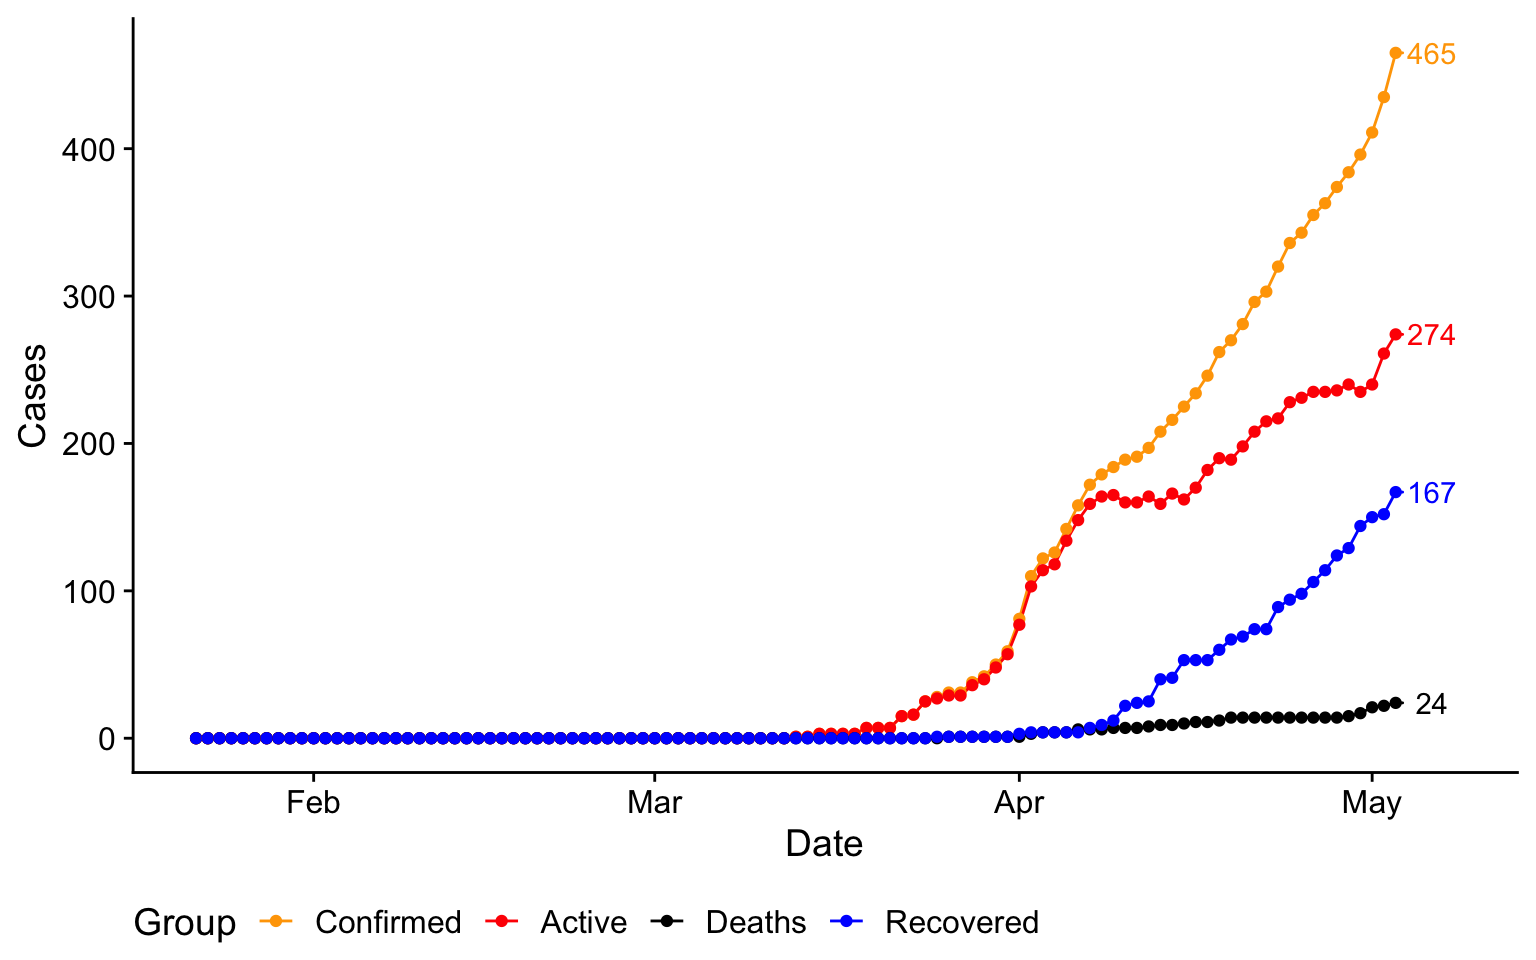 465
400
274
300
Cases
200
167
100
24
0
Feb Mar Apr May
Date
Group Confirmed Active Deaths Recovered